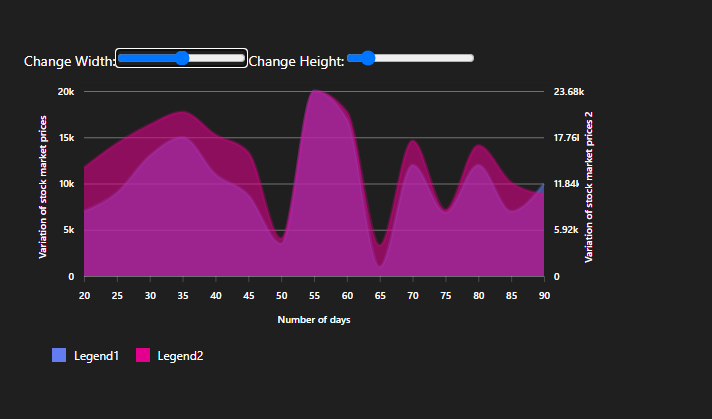 Change Width: Change Height:
20k 23.68k
15k 17.76k
10k 11.84k
5k 5.92k
0 0
Variation of stock market prices
Variation of stock market prices 2
20 25 30 35 40 45 50 55 60 65 70 75 80 85 90
Number of days
Legend1 Legend2